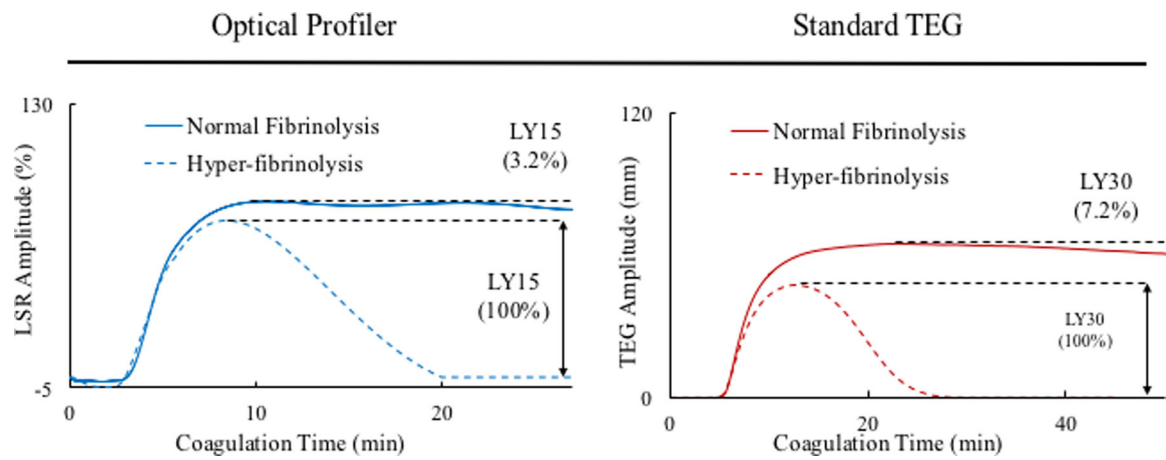 Optical Profiler
Standard TEG
130
-5
LSR Amplitude (%)
Normal Fibrinolysis
Hyper-fibrinolysis
LY15
(3.2%)
LY15
(100%)
0
10
20
Coagulation Time (min)
120
0
TEG Amplitude (mm)
Normal Fibrinolysis
Hyper-fibrinolysis
LY30
(7.2%)
LY30
(100%)
0
20
40
Coagulation Time (min)